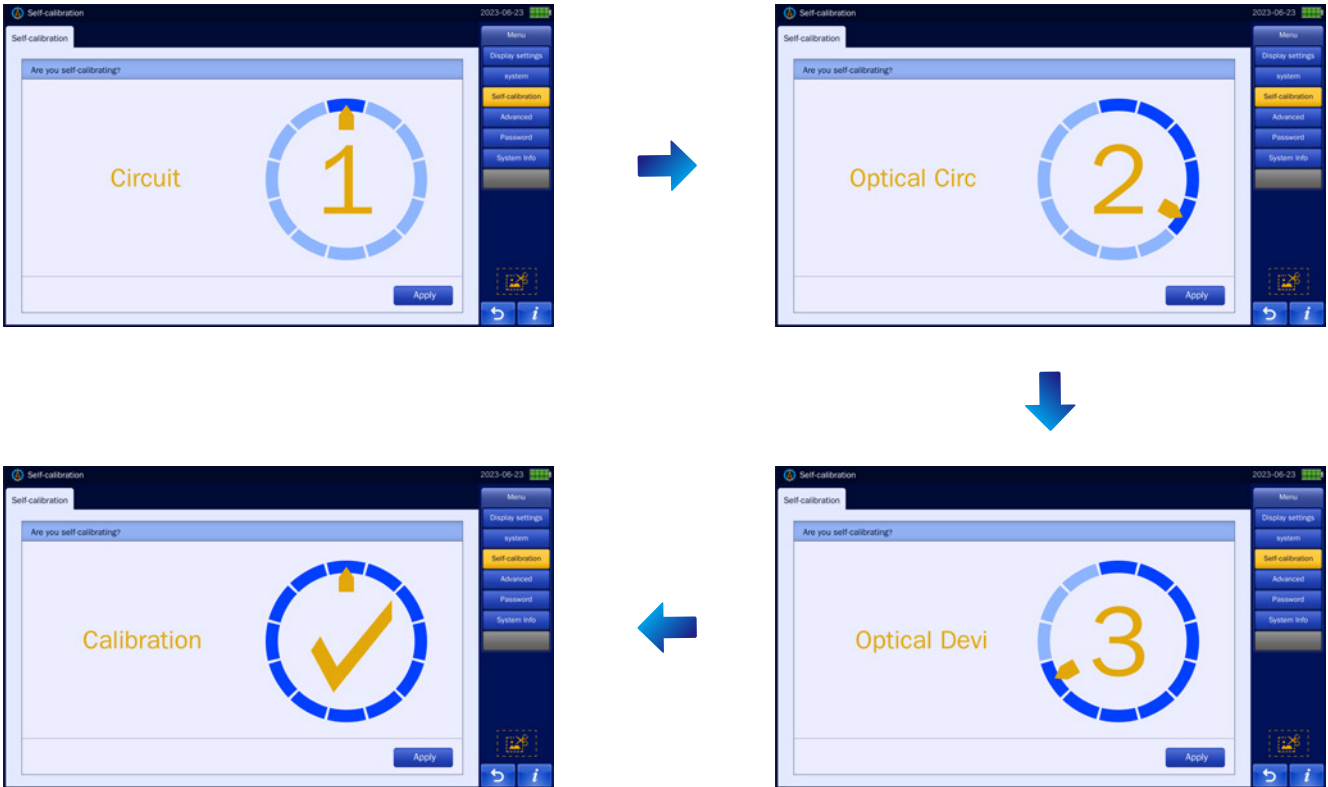 Self-calibration 2023-06-23
Self-calibration
Menu
Display settings
system
Self-calibration
Advanced
Password
System Info
Are you self-calibrating?
Circuit
1
Apply
i
Self-calibration 2023-06-23
Self-calibration
Menu
Display settings
system
Self-calibration
Advanced
Password
System Info
Are you self-calibrating?
Optical Circ
2
Apply
i
Self-calibration 2023-06-23
Self-calibration
Menu
Display settings
system
Self-calibration
Advanced
Password
System Info
Are you self-calibrating?
Optical Devi
3
Apply
i
Self-calibration 2023-06-23
Self-calibration
Menu
Display settings
system
Self-calibration
Advanced
Password
System Info
Are you self-calibrating?
Calibration
Apply
i